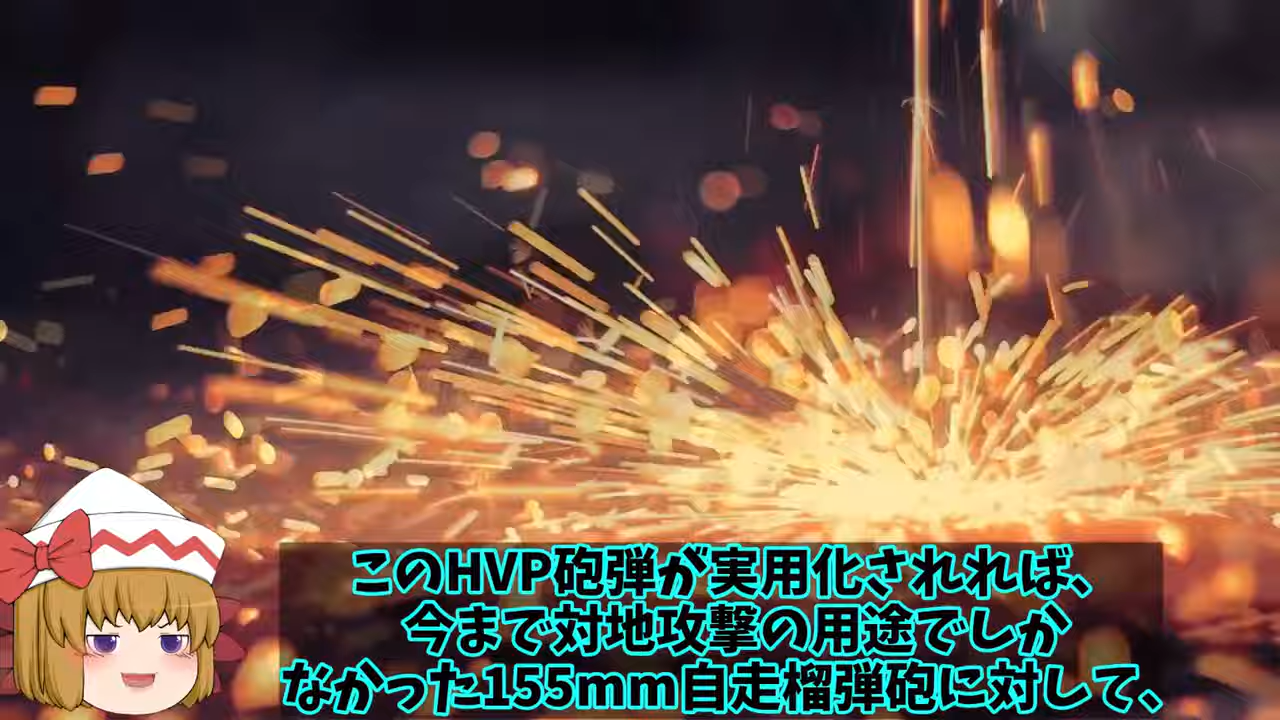 このHVP砲弾が実用化されれば、
今まで対地攻撃の用途でしか
なかった155mm自走榴弾砲に対して、